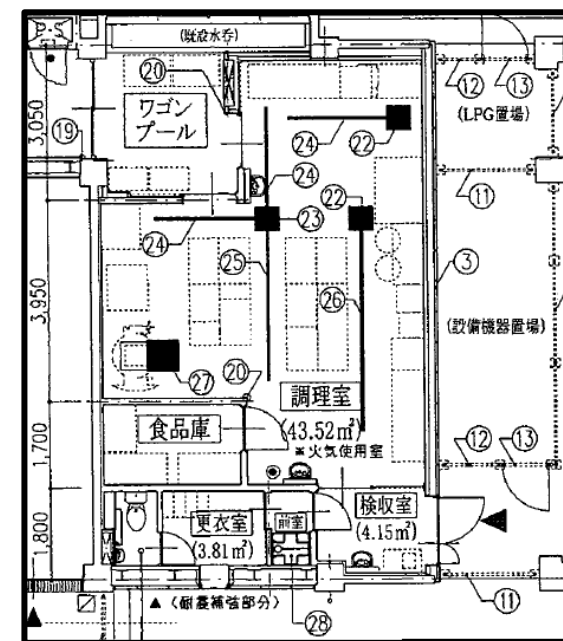 (既設水呑)
⑳
⑫
⑬
ワゴン
プール
(LPG置場)
3,050
⑲
㉔
㉒
㉔
⑪
㉒
㉔
㉓
③
㉕
3,950
㉖
(設備機器置場)
㉗
⑳
調理室
食品庫
(43.52㎡)
※火気使用室
1,700
⑫
⑬
更衣室
前室
検収室
(3.81㎡)
(4.15㎡)
1,800
⑪
(耐震補強部分)
㉘